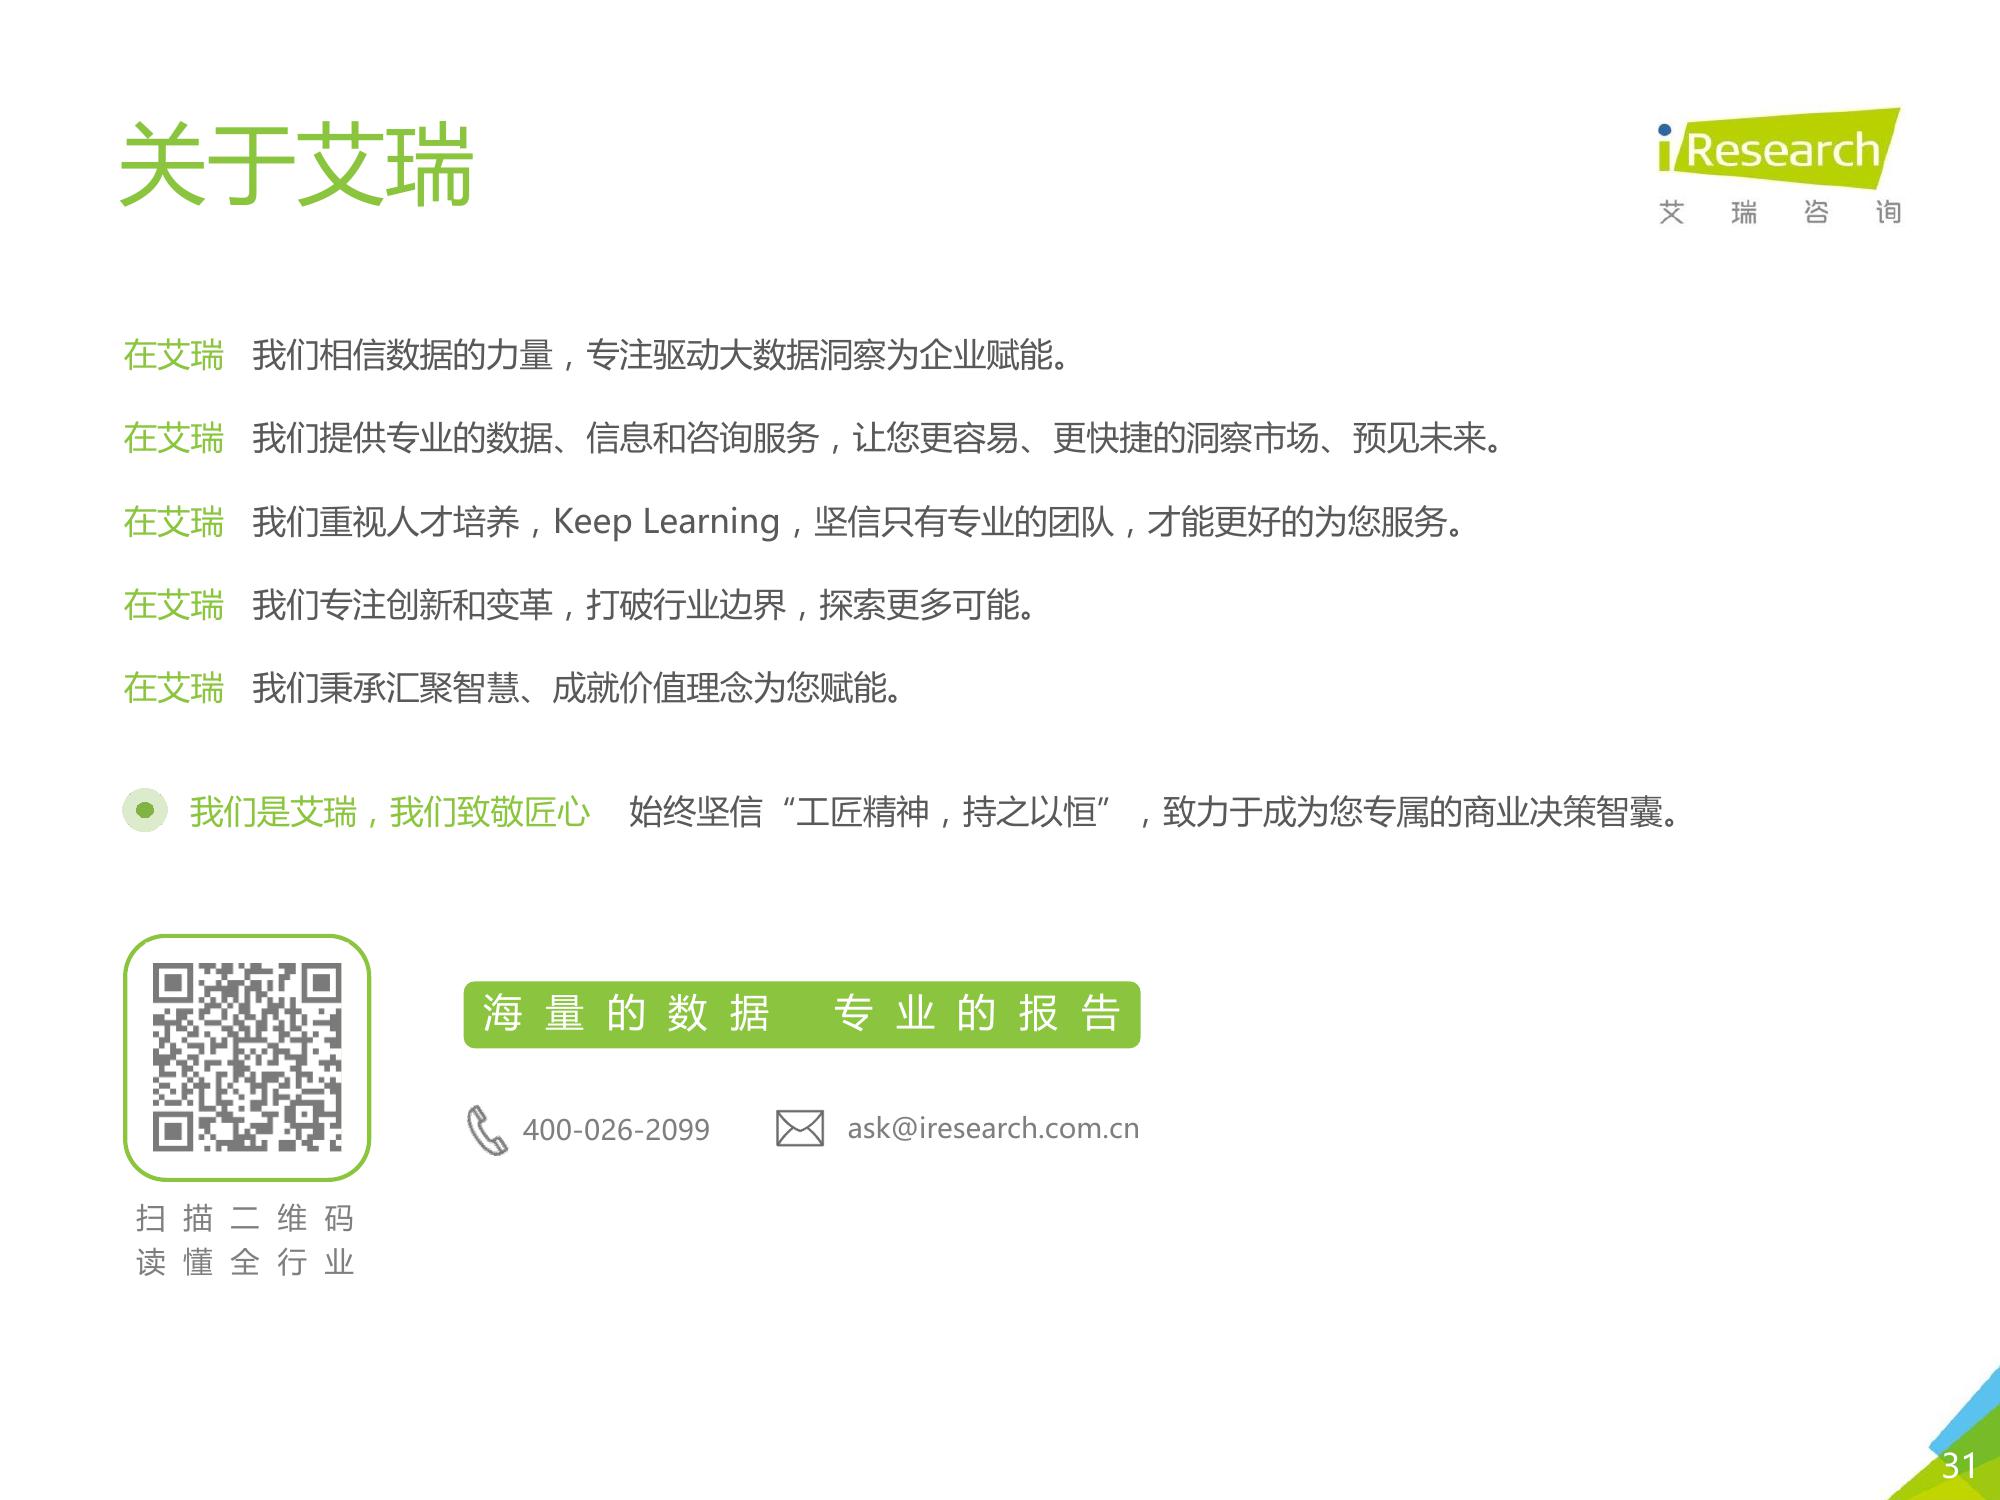 关于艾瑞
iResearch
艾瑞咨询
在艾瑞 我们相信数据的力量，专注驱动大数据洞察为企业赋能。
在艾瑞 我们提供专业的数据、信息和咨询服务，让您更容易、更快捷的洞察市场、预见未来。
在艾瑞 我们重视人才培养，Keep Learning，坚信只有专业的团队，才能更好的为您服务。
在艾瑞 我们专注创新和变革，打破行业边界，探索更多可能。
在艾瑞 我们秉承汇聚智慧、成就价值理念为您赋能。
我们是艾瑞，我们致敬匠心 始终坚信“工匠精神，持之以恒”，致力于成为您专属的商业决策智囊。
海量的数据 专业的报告
400-026-2099 ask@iresearch.com.cn
扫描二维码
读懂全行业
31